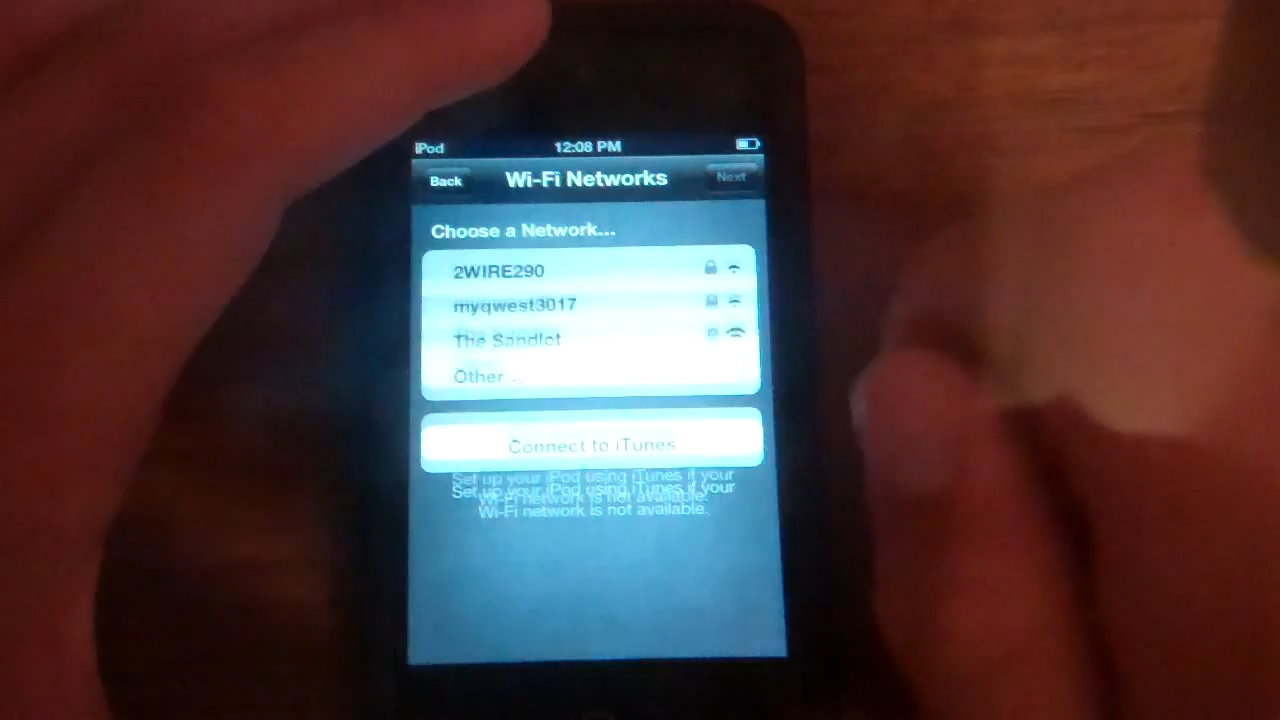 iPod 12:08 PM
Back Wi-Fi Networks Next
Choose a Network...
2WIRE290
myqwest3017
The Sandlot
Other...
Connect to iTunes
Set up your iPod using iTunes if your
Wi-Fi network is not available.